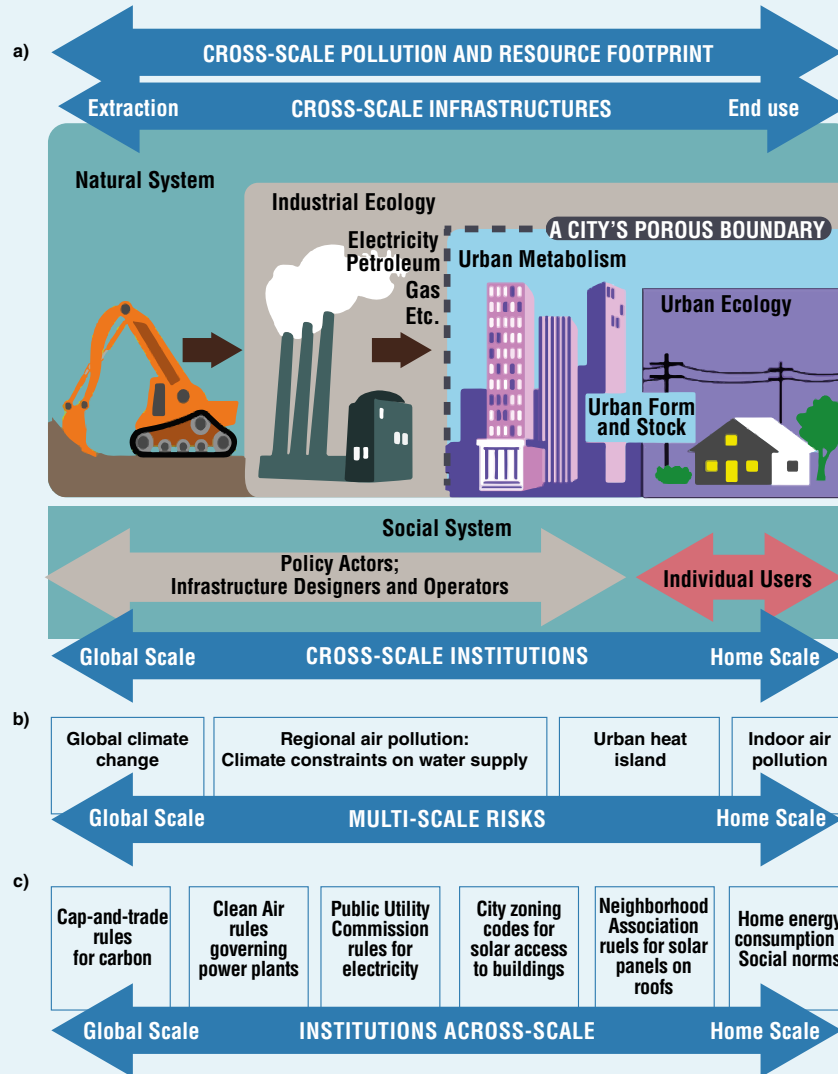 a)
CROSS-SCALE POLLUTION AND RESOURCE FOOTPRINT
Extraction
CROSS-SCALE INFRASTRUCTURES
End use
Natural System
Industrial Ecology
A CITY'S POROUS BOUNDARY
Electricity
Petroleum
Gas
Etc.
Urban Metabolism
Urban Ecology
Urban Form
and Stock
Social System
Policy Actors;
Infrastructure Designers and Operators
Individual Users
Global Scale
CROSS-SCALE INSTITUTIONS
Home Scale
b)
Global climate
change
Regional air pollution:
Climate constraints on water supply
Urban heat
island
Indoor air
pollution
Global Scale
MULTI-SCALE RISKS
Home Scale
c)
Cap-and-trade
rules
for carbon
Clean Air
rules
governing
power plants
Public Utility
Commission
rules for
electricity
City zoning
codes for
solar access
to buildings
Neighborhood
Association
ruels for solar
panels on
roofs
Home energy
consumption
Social norms
Global Scale
INSTITUTIONS ACROSS-SCALE
Home Scale